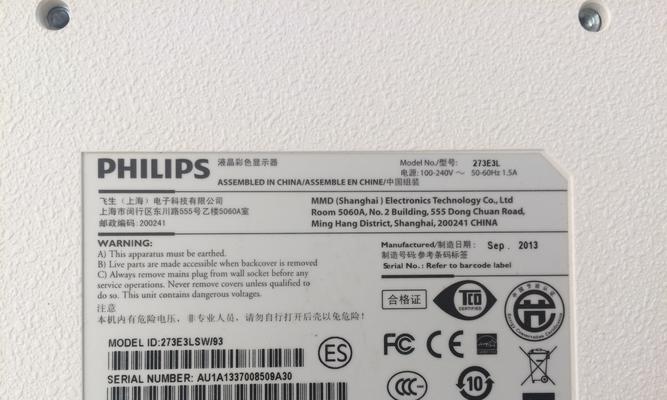 PHILIPS 液晶彩色显示器
Model No./型号: 273E3L
电源: 100-240V ～ 50-60Hz 1.5A
ASSEMBLED IN CHINA/ASSEMBLE EN CHINE/中国组装
飞生（上海）电子科技有限公司
上海市闵行区东川路555号乙楼5060A室
邮政编码: 200241
MMD (Shanghai ) Electronics Technology Co., Ltd
Room 5060A, No. 2 Building, 555 Dong Chuan Road,
Ming Hang District, Shanghai, 200241 CHINA
WARNING:
A) This apparatus must be earthed.
B) Live parts are made accessible when backcover is removed
C) Always remove mains plug from wall socket before any
service operations. Never remove covers unless qualified to
do so. This unit contains dangerous voltages.
注意
本机内有危险电压，非专业人员，请勿自行打开后壳以免危险！
Manufactured/制造日期: Sep . 2013
制造号码:参考条码标签
Serial No. : Refer to barcode label
合格证
TCO
CERTIFIED
中国节能认证
MODEL ID:273E3LSW/93
ES
FC CE
SERIAL NUMBER: AU1A1337008509A30
CCC
10